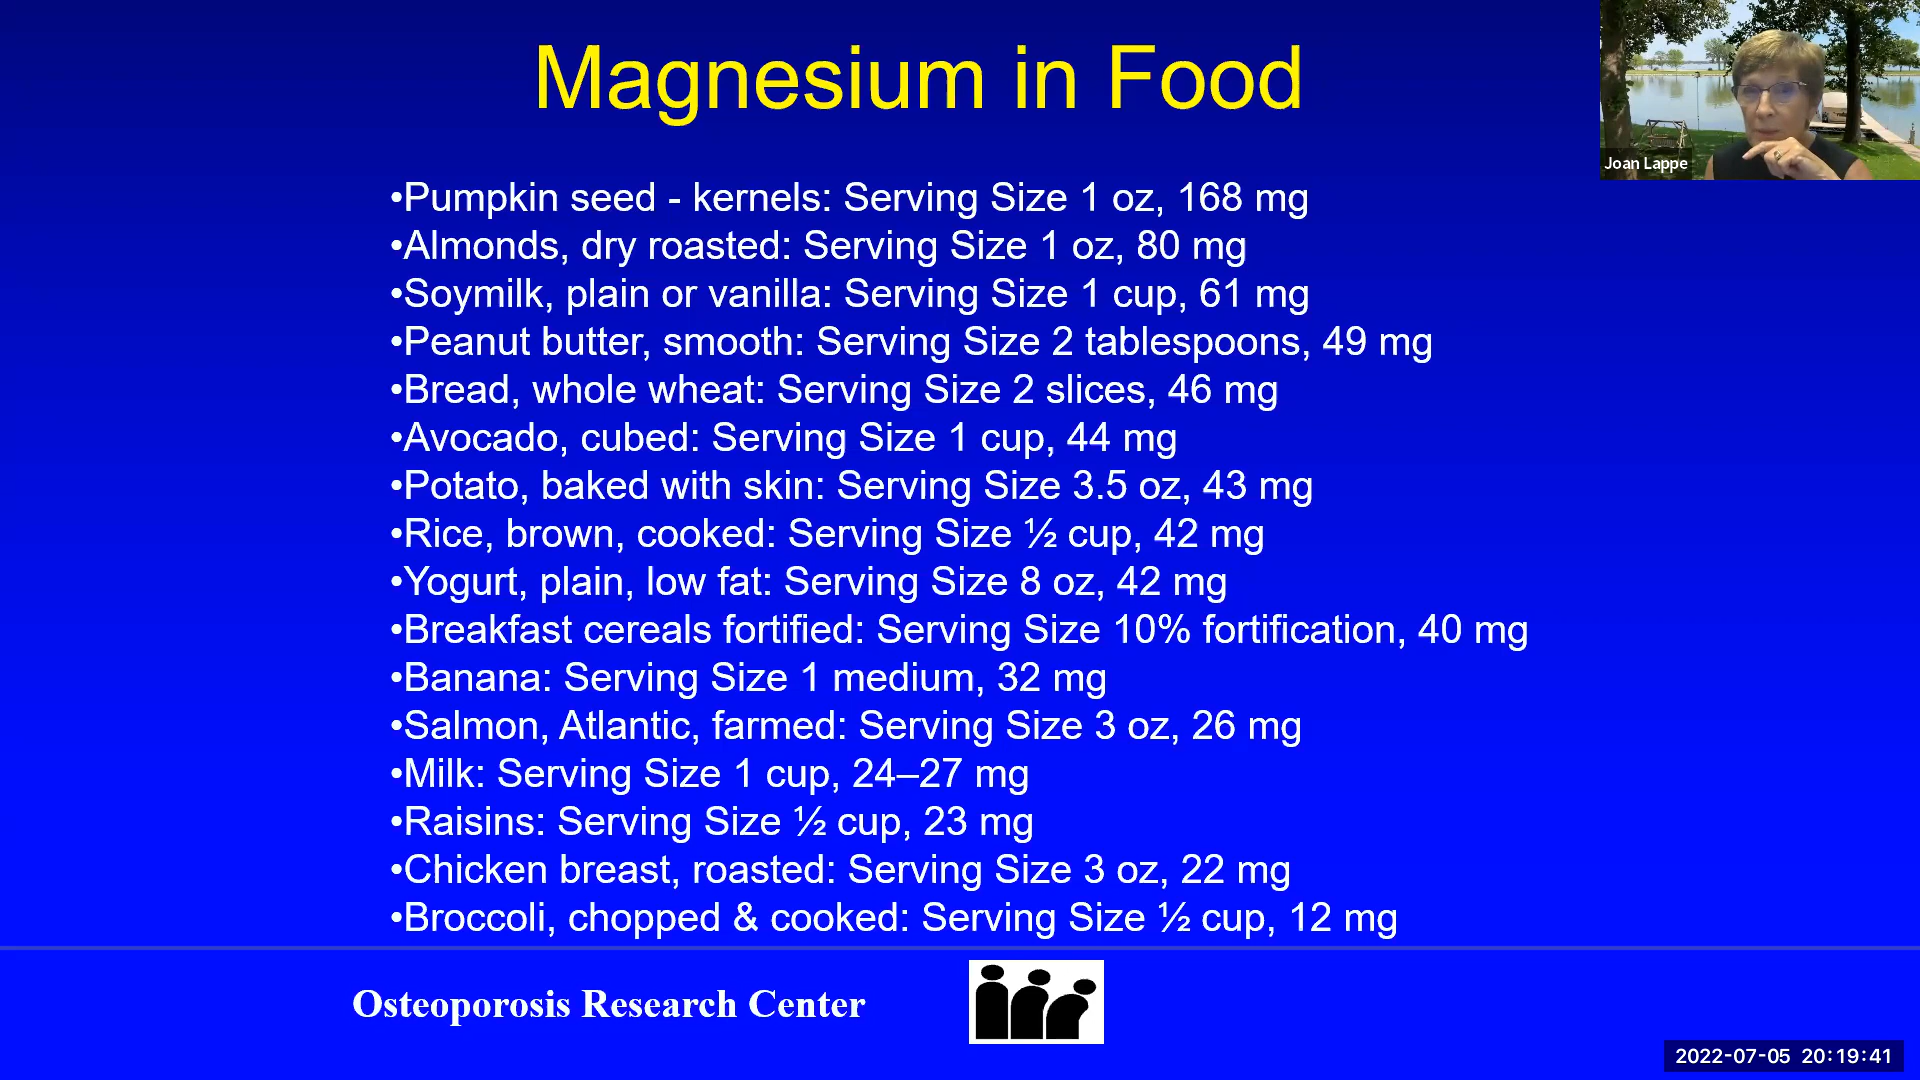 Magnesium in Food
Joan Lappe
•Pumpkin seed - kernels: Serving Size 1 oz, 168 mg
•Almonds, dry roasted: Serving Size 1 oz, 80 mg
•Soymilk, plain or vanilla: Serving Size 1 cup, 61 mg
•Peanut butter, smooth: Serving Size 2 tablespoons, 49 mg
•Bread, whole wheat: Serving Size 2 slices, 46 mg
•Avocado, cubed: Serving Size 1 cup, 44 mg
•Potato, baked with skin: Serving Size 3.5 oz, 43 mg
•Rice, brown, cooked: Serving Size ½ cup, 42 mg
•Yogurt, plain, low fat: Serving Size 8 oz, 42 mg
•Breakfast cereals fortified: Serving Size 10% fortification, 40 mg
•Banana: Serving Size 1 medium, 32 mg
•Salmon, Atlantic, farmed: Serving Size 3 oz, 26 mg
•Milk: Serving Size 1 cup, 24–27 mg
•Raisins: Serving Size ½ cup, 23 mg
•Chicken breast, roasted: Serving Size 3 oz, 22 mg
•Broccoli, chopped & cooked: Serving Size ½ cup, 12 mg
Osteoporosis Research Center
2022-07-05 20:19:41